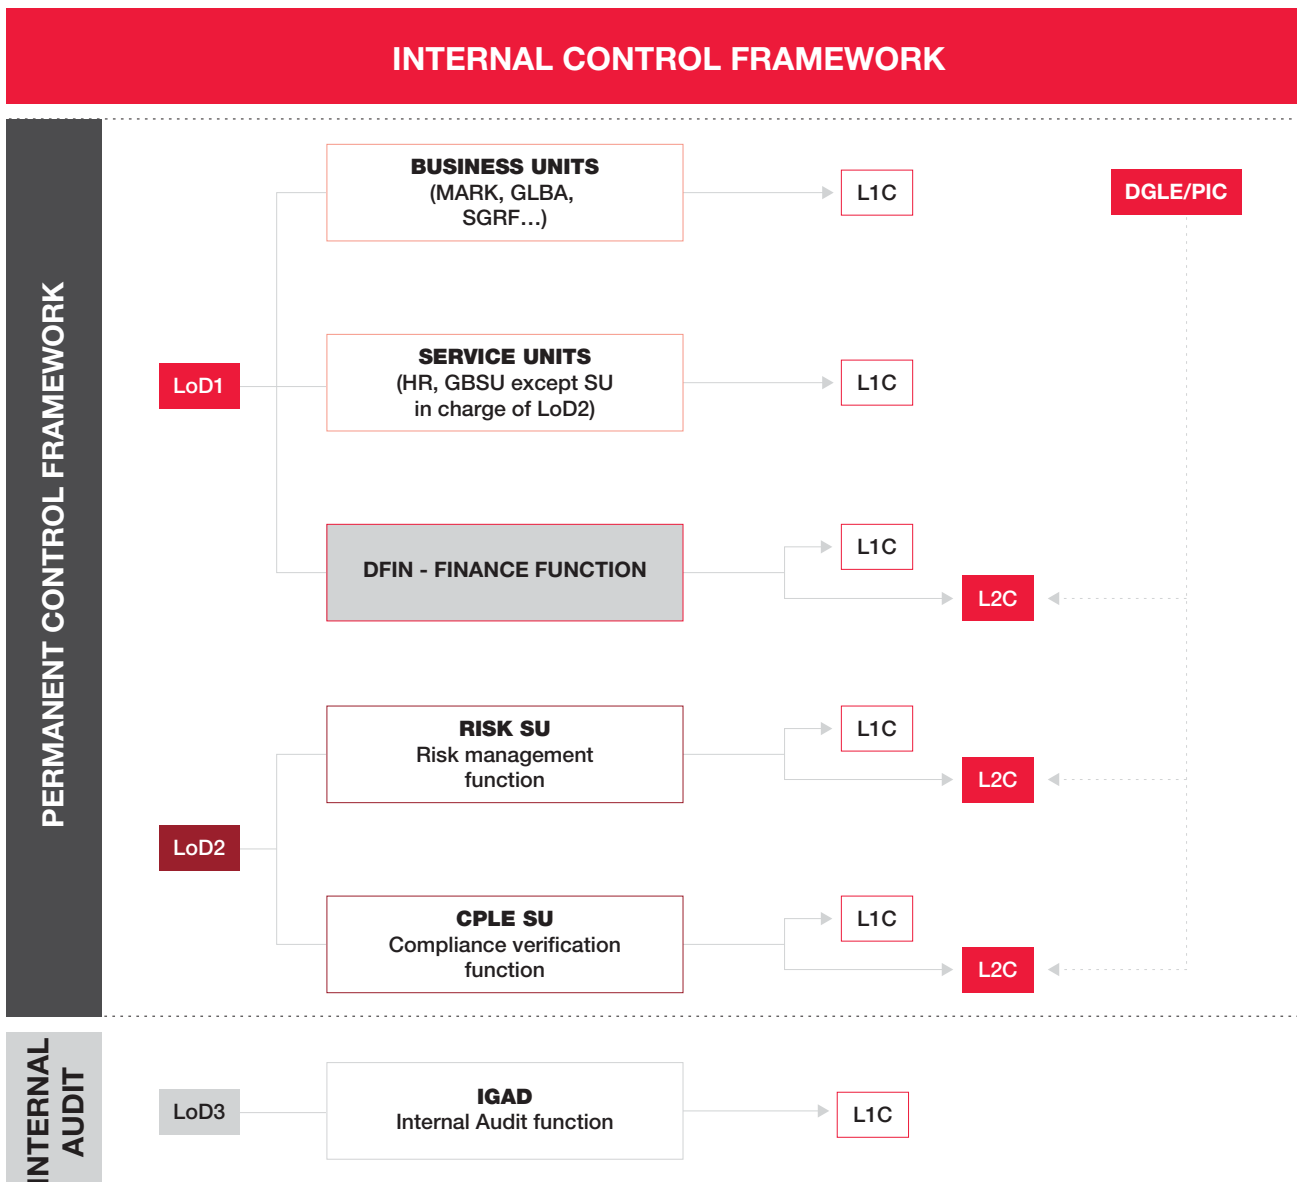 INTERNAL CONTROL FRAMEWORK
PERMANENT CONTROL FRAMEWORK
BUSINESS UNITS
(MARK, GLBA,
SGRF…)
L1C
DGLE/PIC
LoD1
SERVICE UNITS
(HR, GBSU except SU
in charge of LoD2)
L1C
DFIN - FINANCE FUNCTION
L1C
L2C
LoD2
RISK SU
Risk management
function
L1C
L2C
CPLE SU
Compliance verification
function
L1C
L2C
INTERNAL
AUDIT
LoD3
IGAD
Internal Audit function
L1C